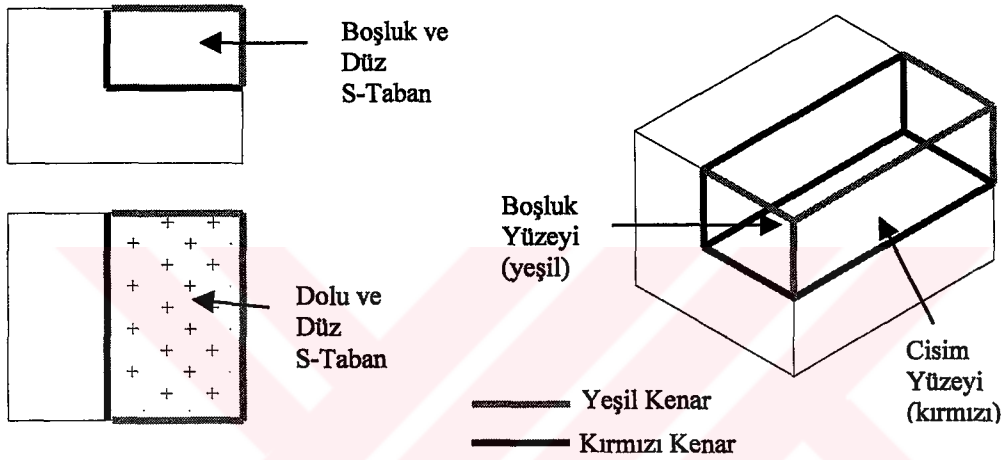 Boşluk ve
Düz
S-Taban
Dolu ve
Düz
S-Taban
Boşluk
Yüzeyi
(yeşil)
Cisim
Yüzeyi
(kırmızı)
Yeşil Kenar
Kırmızı Kenar